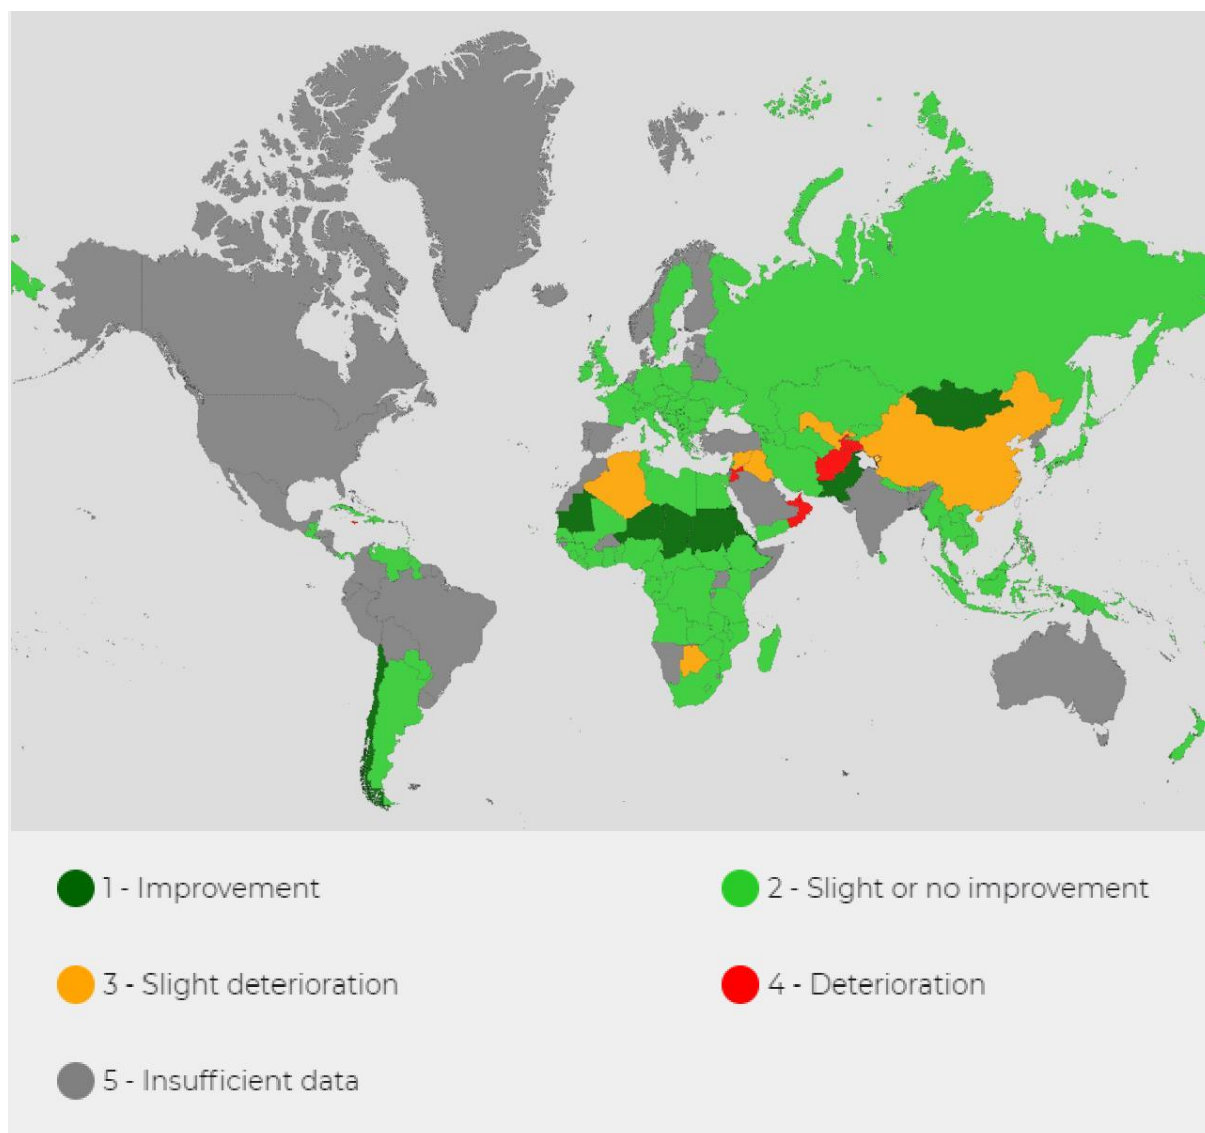 1 - Improvement
2 - Slight or no improvement
3 - Slight deterioration
4 - Deterioration
5 - Insufficient data